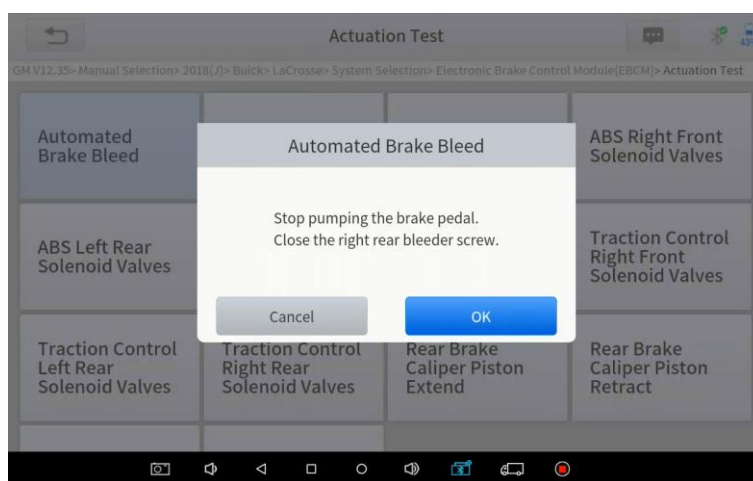 Actuation Test
43%
GM V12.35> Manual Selection> 2018(J)> Buick> LaCrosse> System Selection> Electronic Brake Control Module(EBCM)> Actuation Test
Automated
Brake Bleed
ABS Right Front
Solenoid Valves
Automated Brake Bleed
Stop pumping the brake pedal.
Close the right rear bleeder screw.
Cancel
OK
ABS Left Rear
Solenoid Valves
Traction Control
Right Front
Solenoid Valves
Traction Control
Left Rear
Solenoid Valves
Traction Control
Right Rear
Solenoid Valves
Rear Brake
Caliper Piston
Extend
Rear Brake
Caliper Piston
Retract